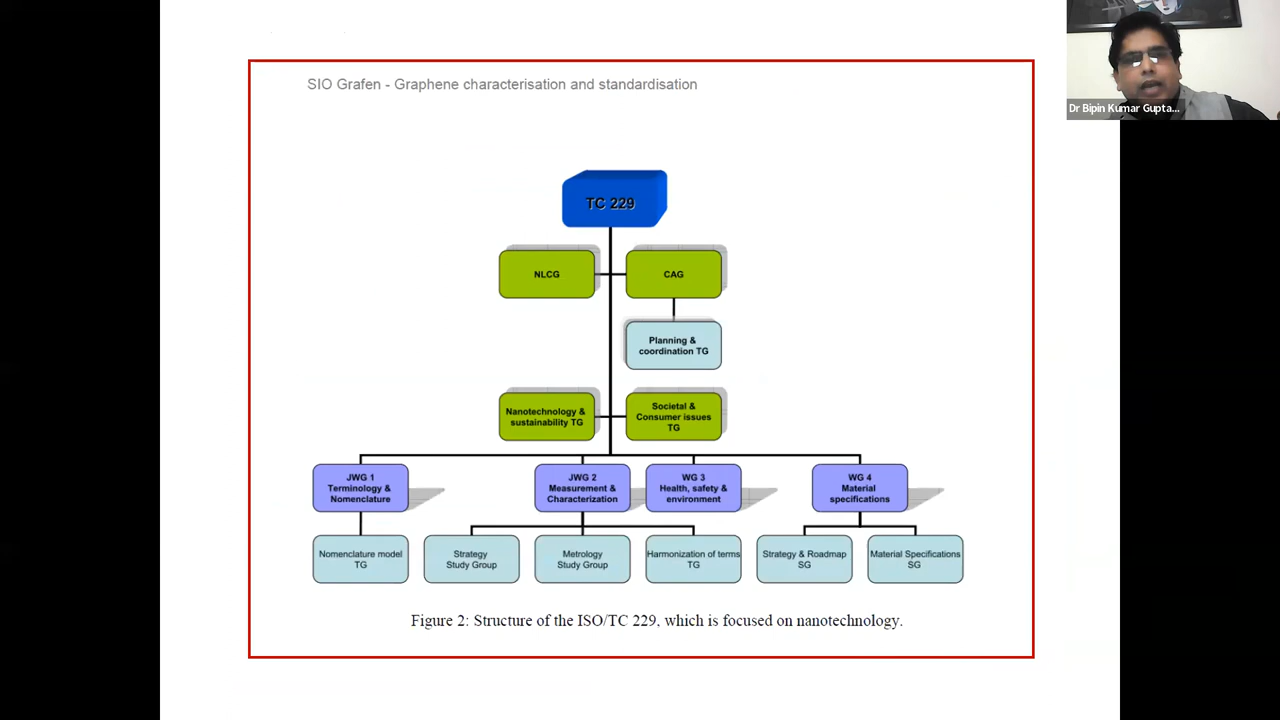 Dr Bipin Kumar Gupta...
SIO Grafen - Graphene characterisation and standardisation
TC 229
NLCG
CAG
Planning &
coordination TG
Nanotechnology &
sustainability TG
Societal &
Consumer issues
TG
JWG 1
Terminology &
Nomenclature
JWG 2
Measurement &
Characterization
WG 3
Health, safety &
environment
WG 4
Material
specifications
Nomenclature model
TG
Strategy
Study Group
Metrology
Study Group
Harmonization of terms
TG
Strategy & Roadmap
SG
Material Specifications
SG
Figure 2: Structure of the ISO/TC 229, which is focused on nanotechnology.